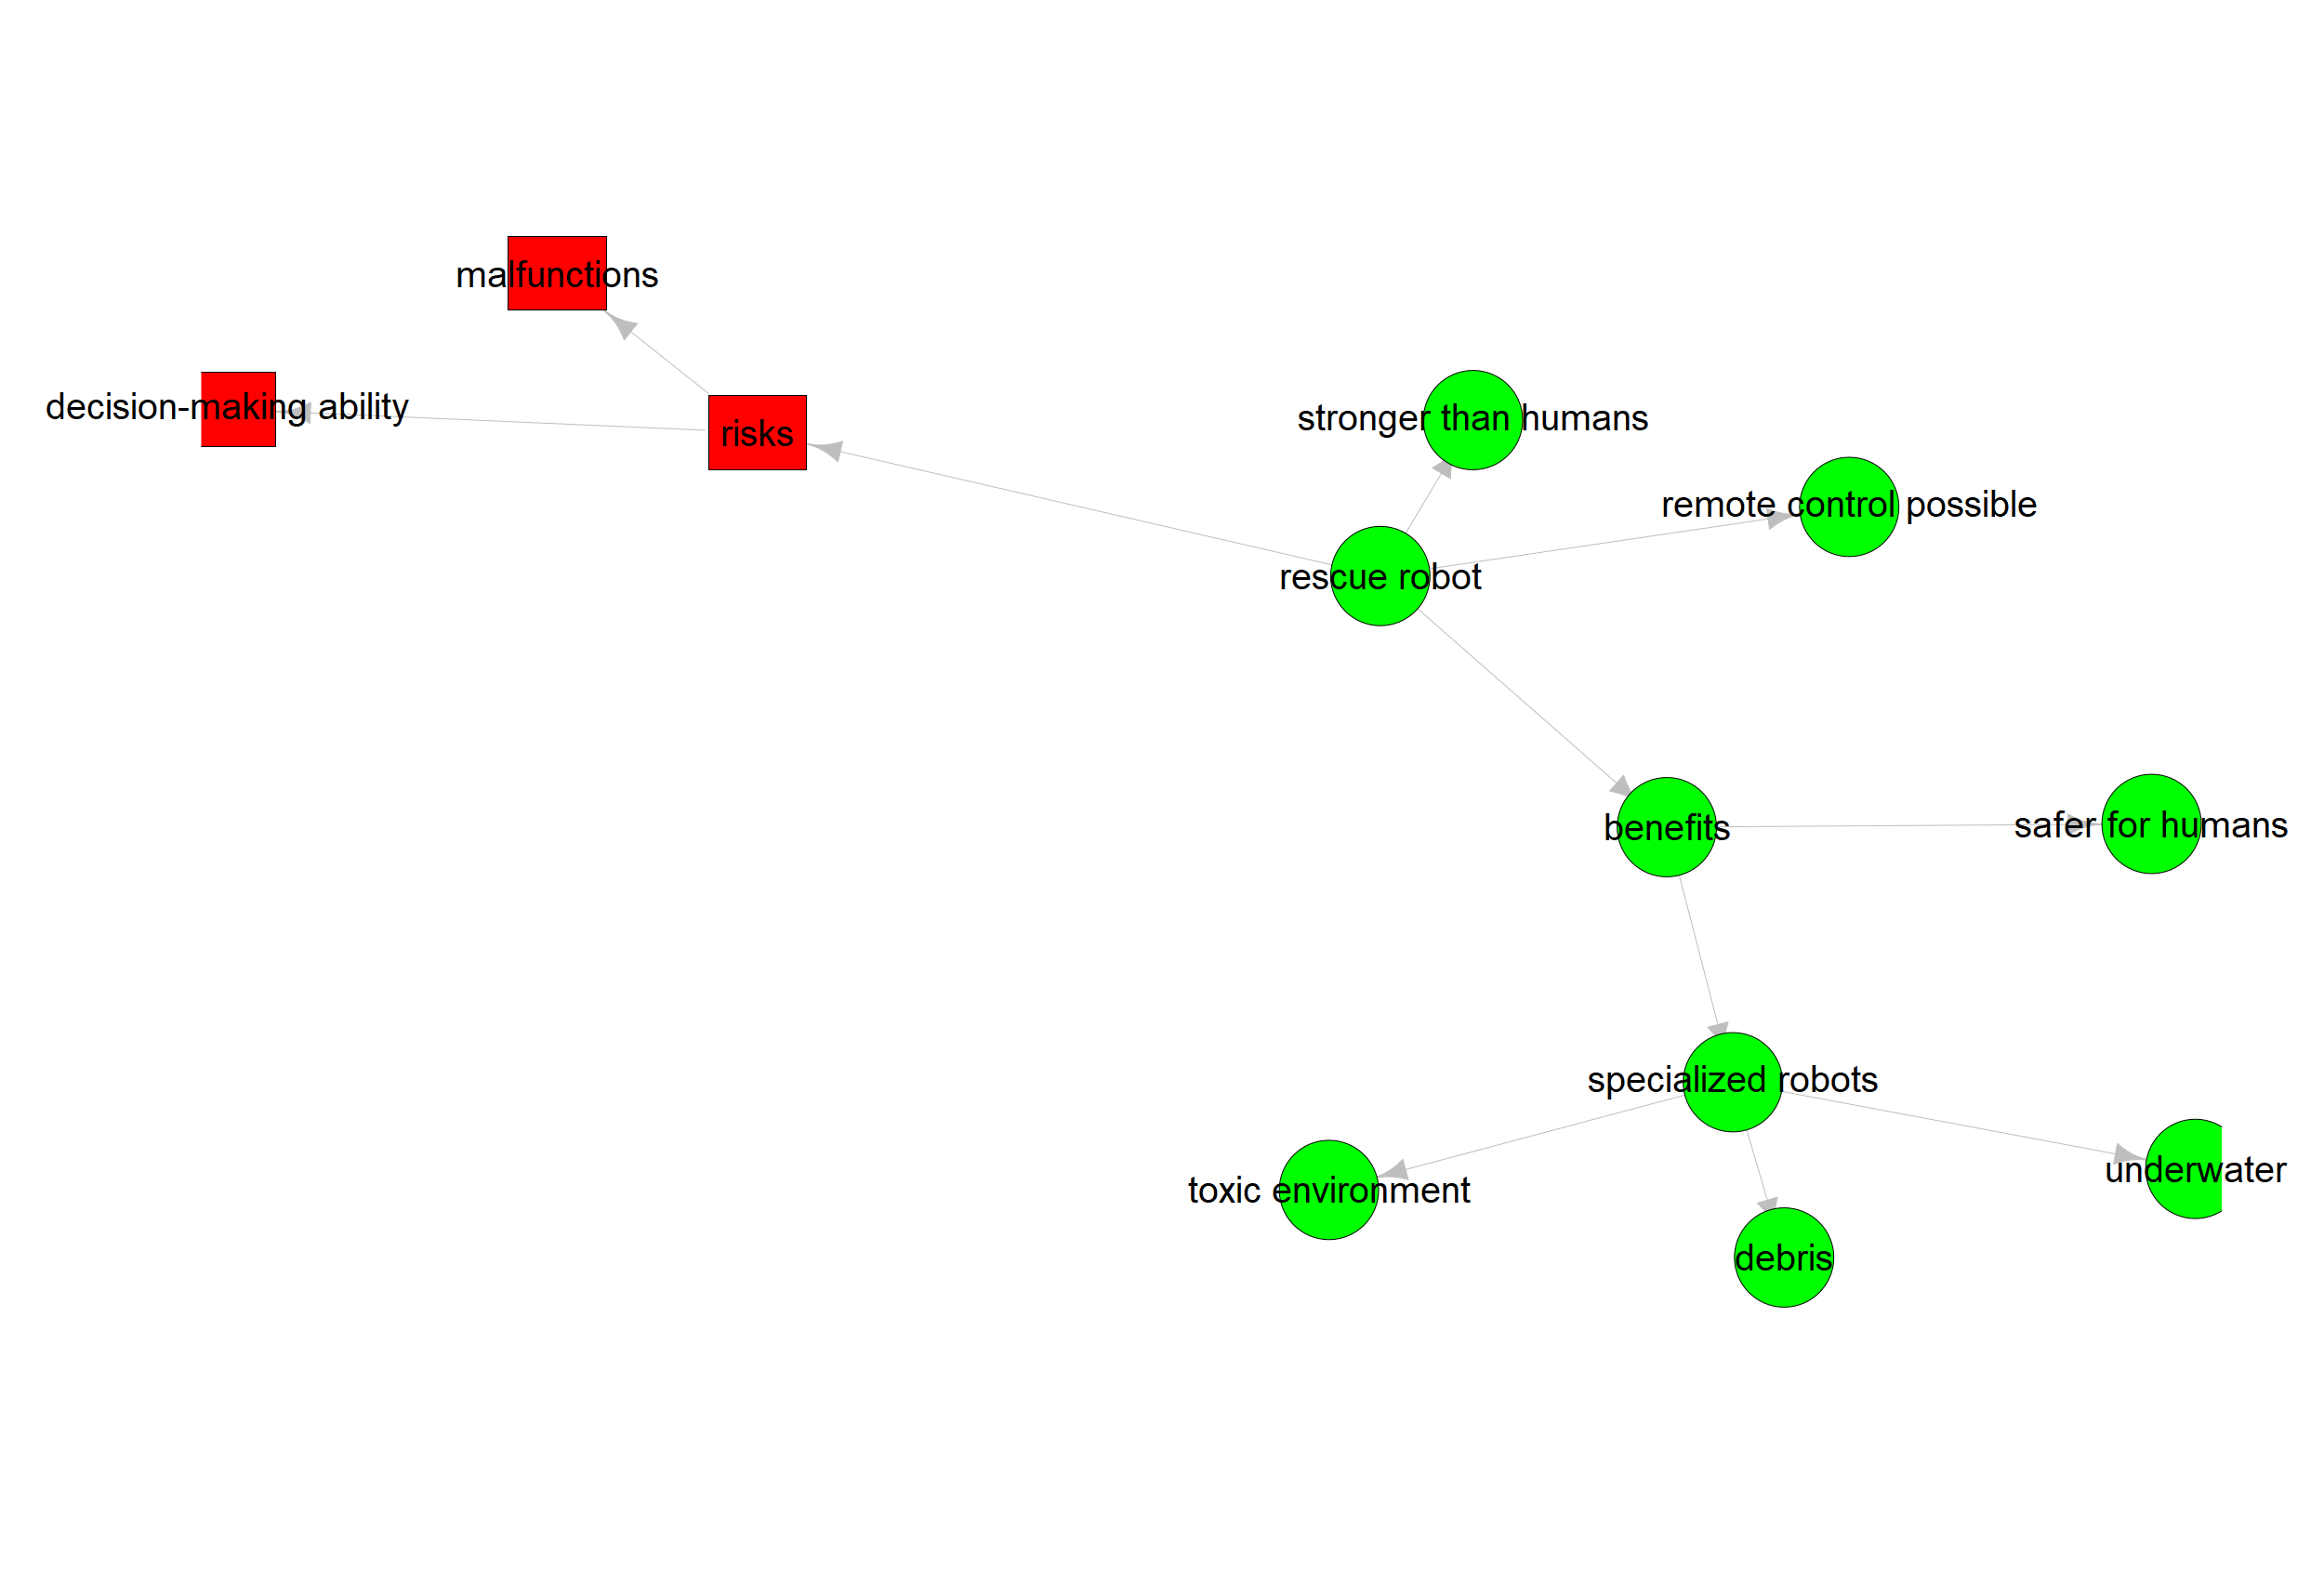 malfunctions
decision-making ability
risks
stronger than humans
remote control possible
rescue robot
benefits
safer for humans
specialized robots
toxic environment
underwater
debris